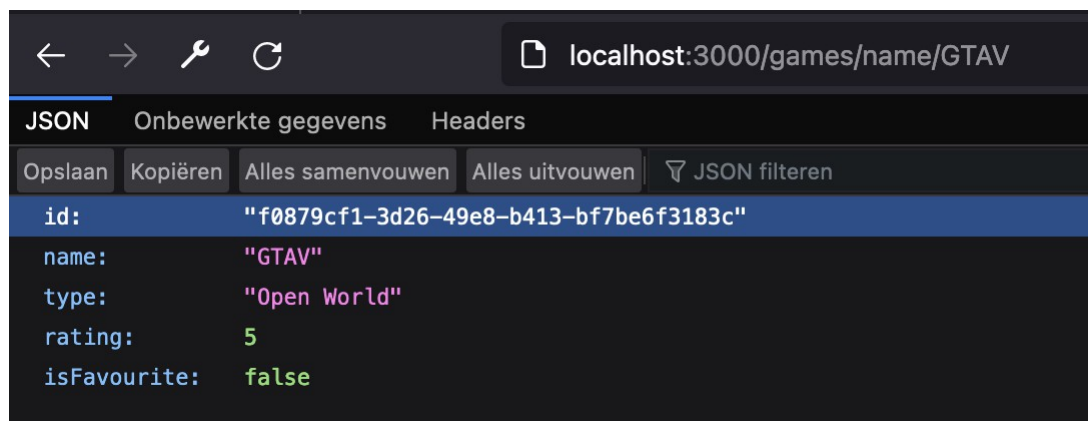 localhost:3000/games/name/GTAV
JSON Onbewerkte gegevens Headers
Opslaan Kopiëren Alles samenvouwen Alles uitvouwen JSON filteren
id: "f0879cf1-3d26-49e8-b413-bf7be6f3183c"
name: "GTAV"
type: "Open World"
rating: 5
isFavourite: false